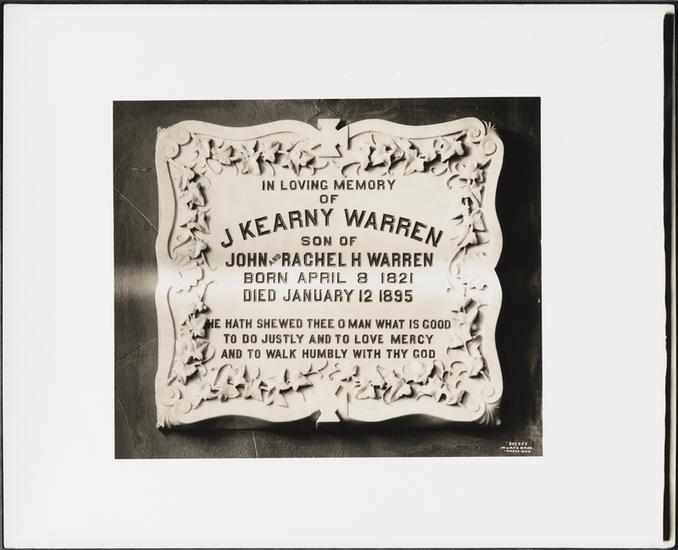 IN LOVING MEMORY
OF
J KEARNY WARREN
SON OF
JOHN AND RACHEL H WARREN
BORN APRIL 8 1821
DIED JANUARY 12 1895
HE HATH SHEWED THEE O MAN WHAT IS GOOD
TO DO JUSTLY AND TO LOVE MERCY
AND TO WALK HUMBLY WITH THY GOD
WURTS BROS.